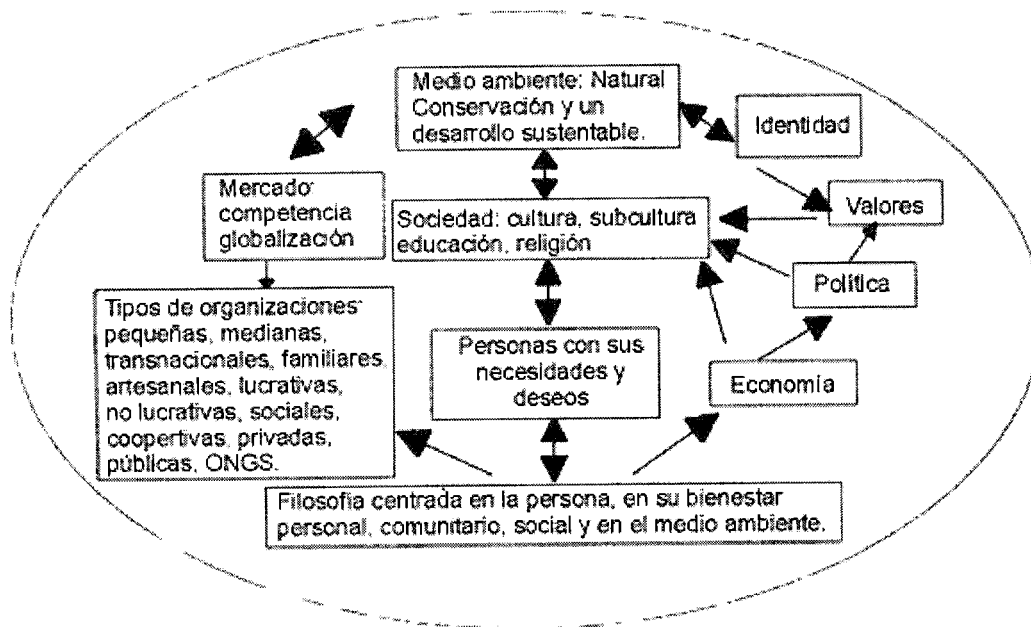 Medio ambiente: Natural
Conservación y un
desarrollo sustentable.
Identidad
Mercado:
competencia
globalización
Sociedad: cultura, subcultura
educación, religión
Valores
Política
Tipos de organizaciones:
pequeñas, medianas,
transnacionales, familiares
artesanales, lucrativas,
no lucrativas, sociales,
coopertivas, privadas,
públicas, ONGS.
Personas con sus
necesidades y
deseos
Economía
Filosofía centrada en la persona, en su bienestar
personal, comunitario, social y en el medio ambiente.